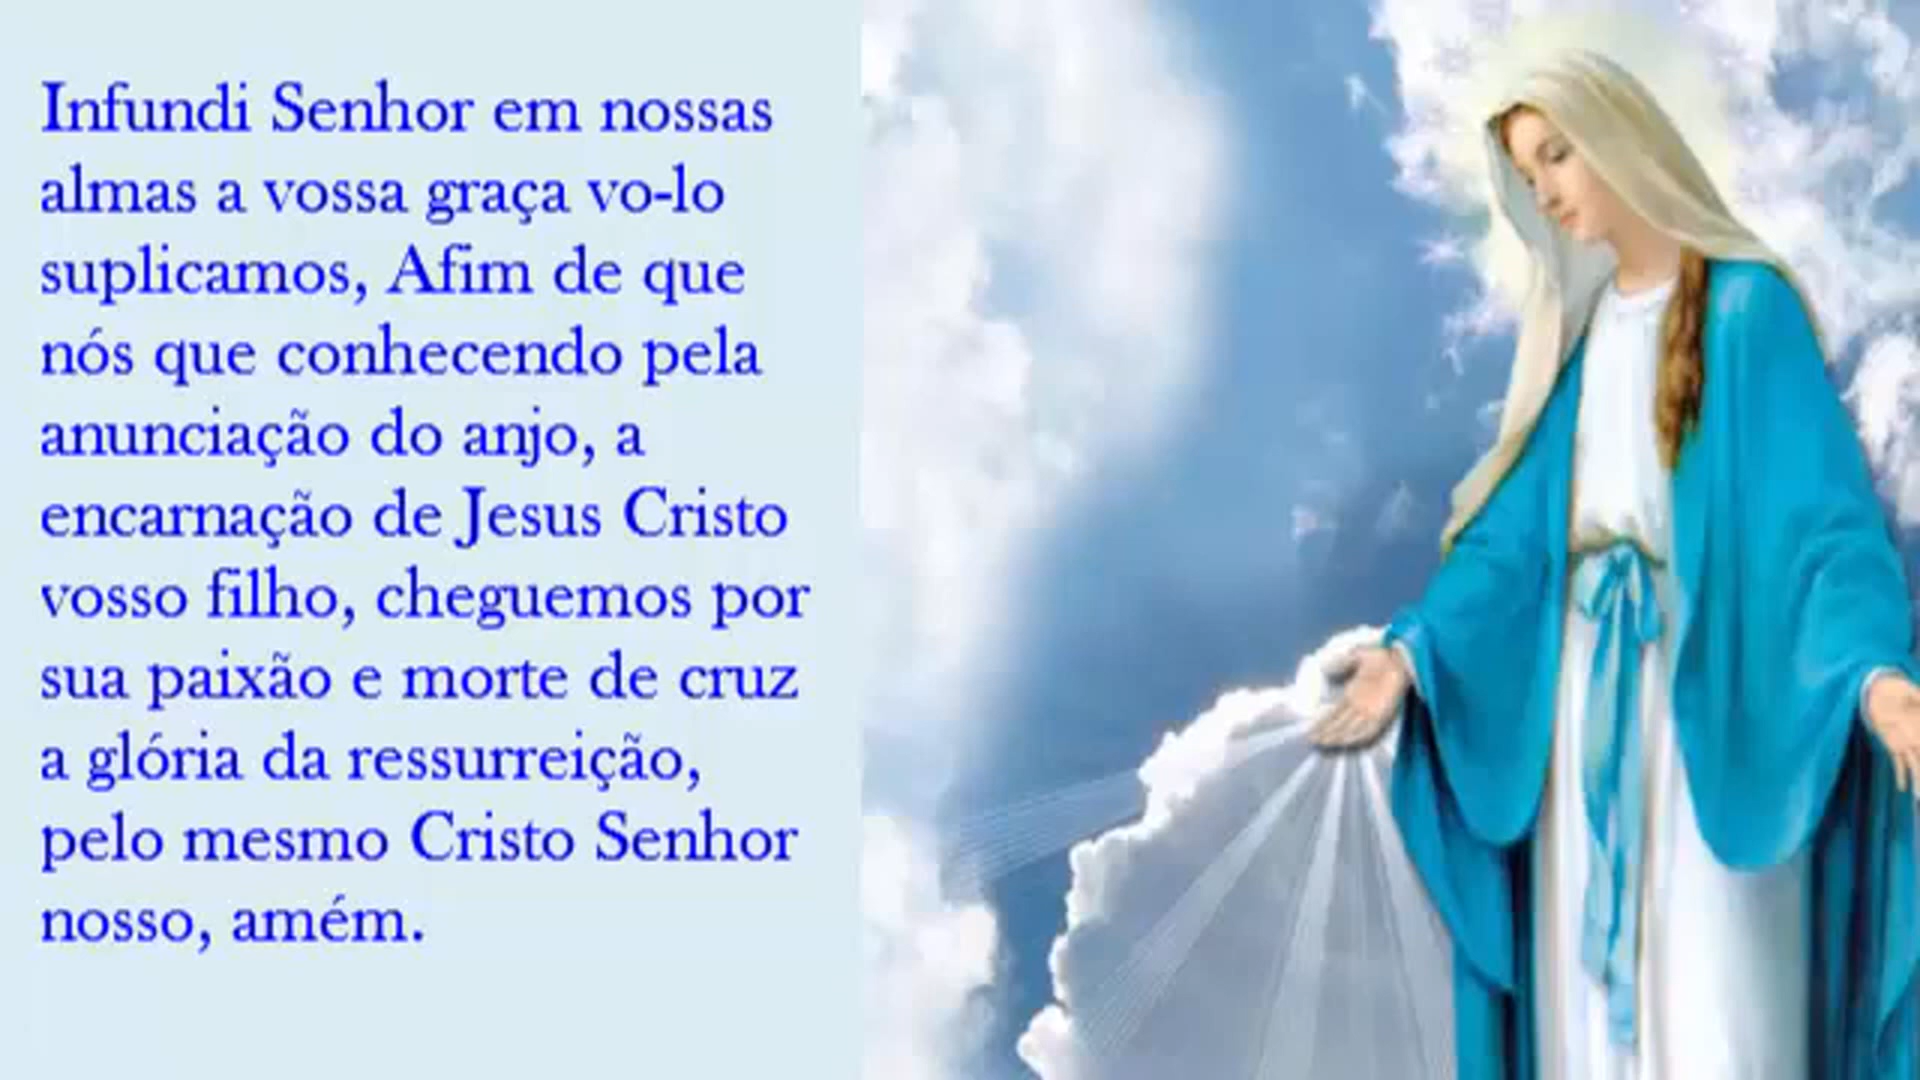 Infundi Senhor em nossas
almas a vossa graça vo-lo
suplicamos, Afim de que
nós que conhecendo pela
anunciação do anjo, a
encarnação de Jesus Cristo
vosso filho, cheguemos por
sua paixão e morte de cruz
a glória da ressurreição,
pelo mesmo Cristo Senhor
nosso, amém.